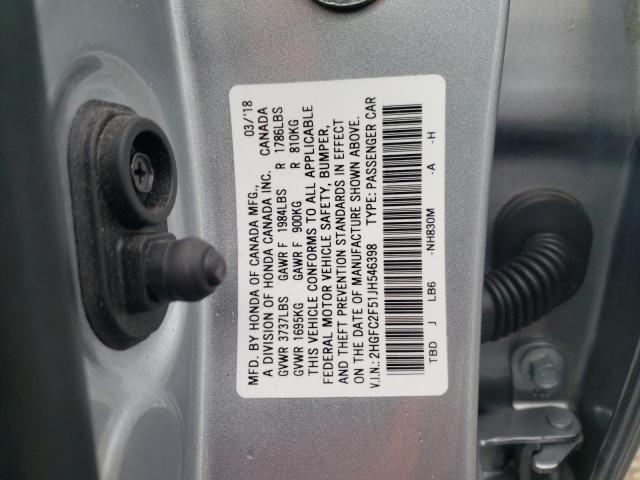 MFD. BY HONDA OF CANADA MFG., 03/'18
A DIVISION OF HONDA CANADA INC. CANADA
GVWR 3737LBS GAWR F 1984LBS R 1786LBS
GVWR 1695KG GAWR F 900KG R 810KG
THIS VEHICLE CONFORMS TO ALL APPLICABLE
FEDERAL MOTOR VEHICLE SAFETY, BUMPER,
AND THEFT PREVENTION STANDARDS IN EFFECT
ON THE DATE OF MANUFACTURE SHOWN ABOVE.
V.I.N.: 2HGFC2F51JH546398 TYPE: PASSENGER CAR
TBD J LB6 -NH830M -A -H